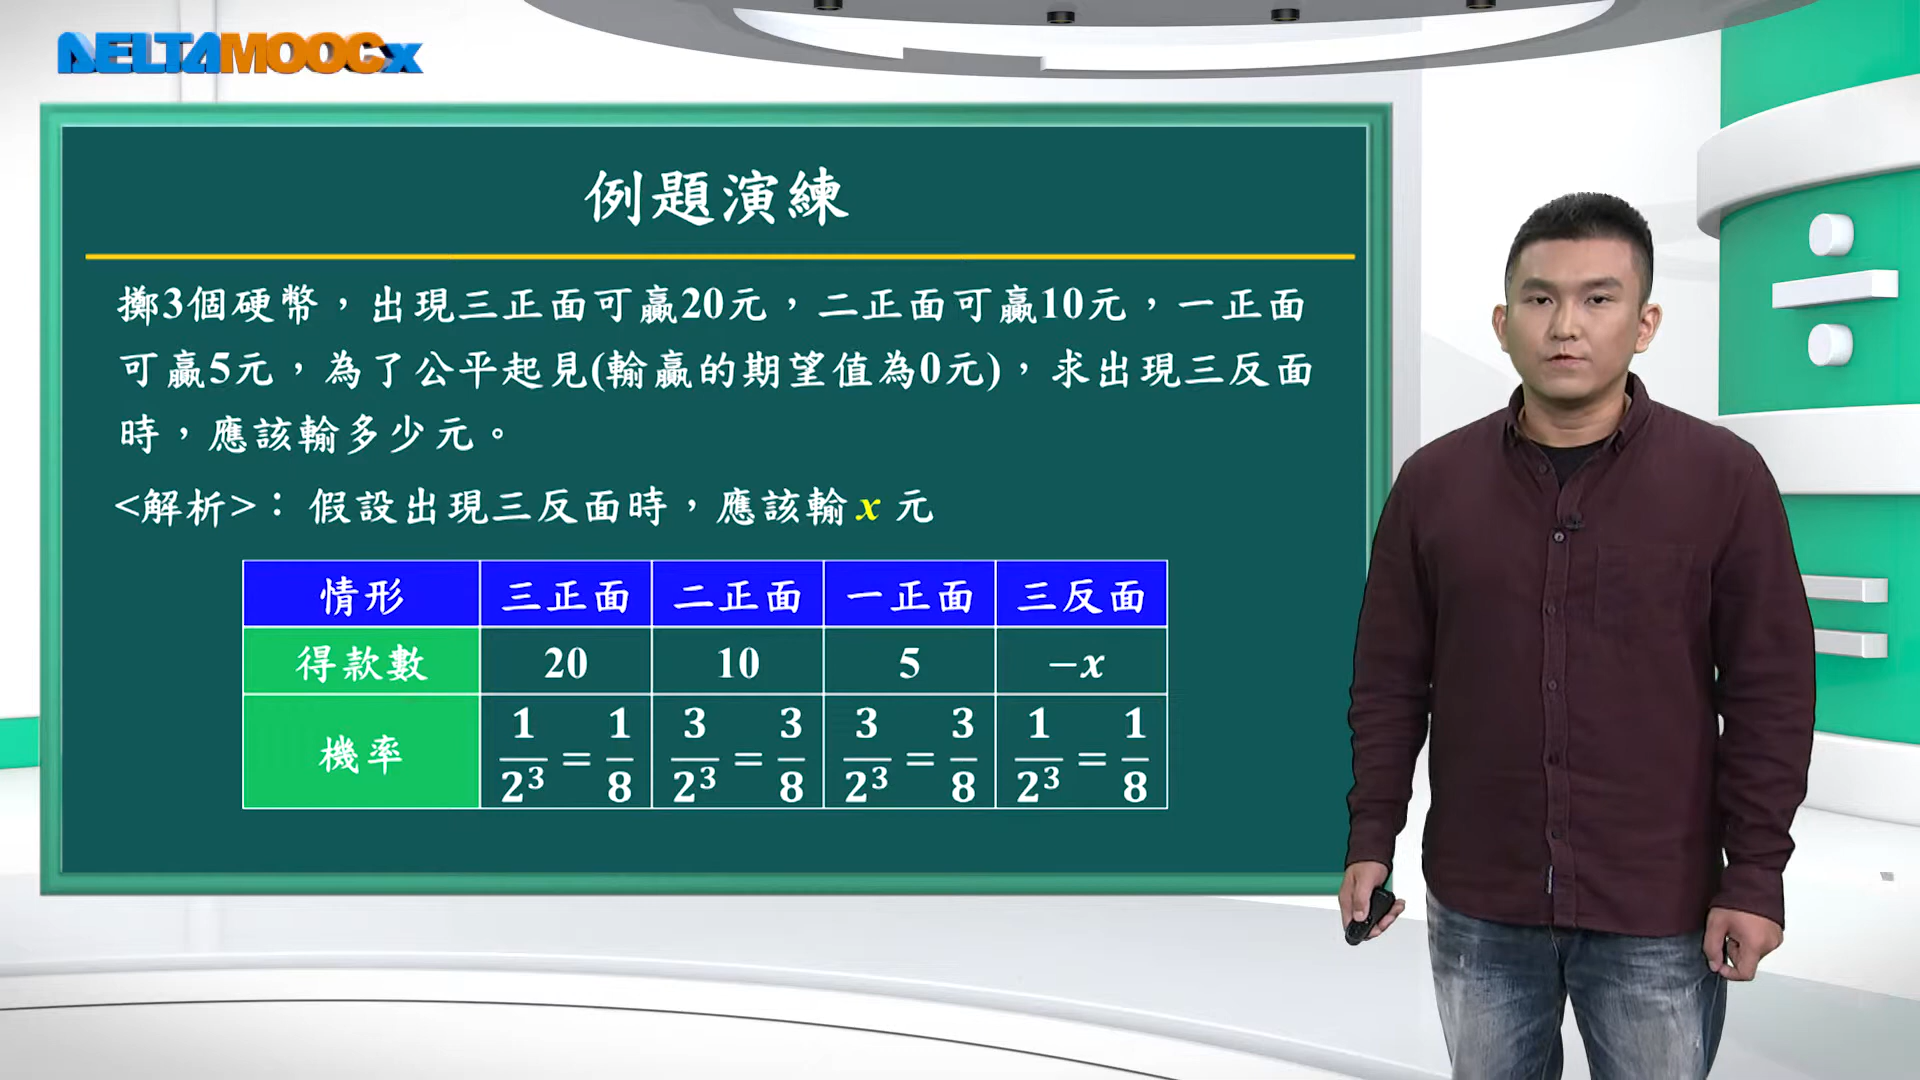 DELTAMOOCx
例題演練
擲3個硬幣，出現三正面可贏20元，二正面可贏10元，一正面
可贏5元，為了公平起見(輸贏的期望值為0元)，求出現三反面
時，應該輸多少元。
<解析>： 假設出現三反面時，應該輸 x 元
情形 三正面 二正面 一正面 三反面
得款數 20 10 5 −x
機率 1/2³ = 1/8 3/2³ = 3/8 3/2³ = 3/8 1/2³ = 1/8